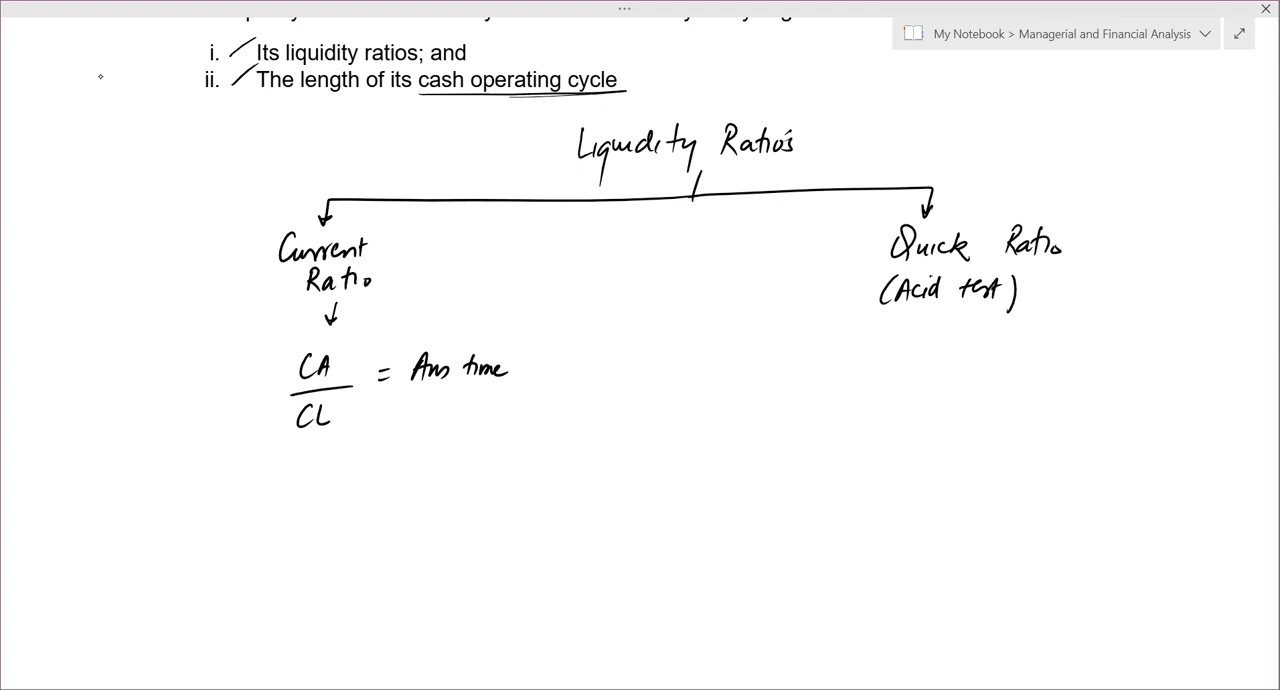 My Notebook > Managerial and Financial Analysis
i. Its liquidity ratios; and
ii. The length of its cash operating cycle
Liquidity Ratio's
Current
Ratio
Quick Ratio
(Acid test)
CA
CL
= Ans time